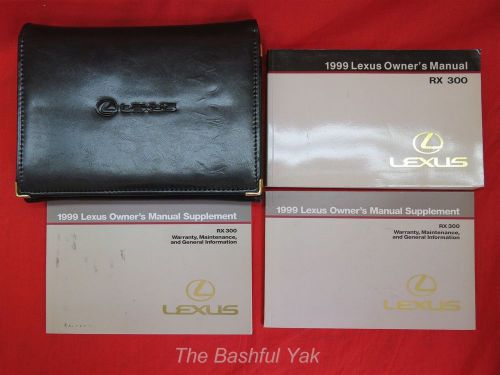 LEXUS
1999 Lexus Owner's Manual
RX 300
LEXUS
1999 Lexus Owner's Manual Supplement
RX 300
Warranty, Maintenance,
and General Information
LEXUS
1999 Lexus Owner's Manual Supplement
RX 300
Warranty, Maintenance,
and General Information
LEXUS
The Bashful Yak